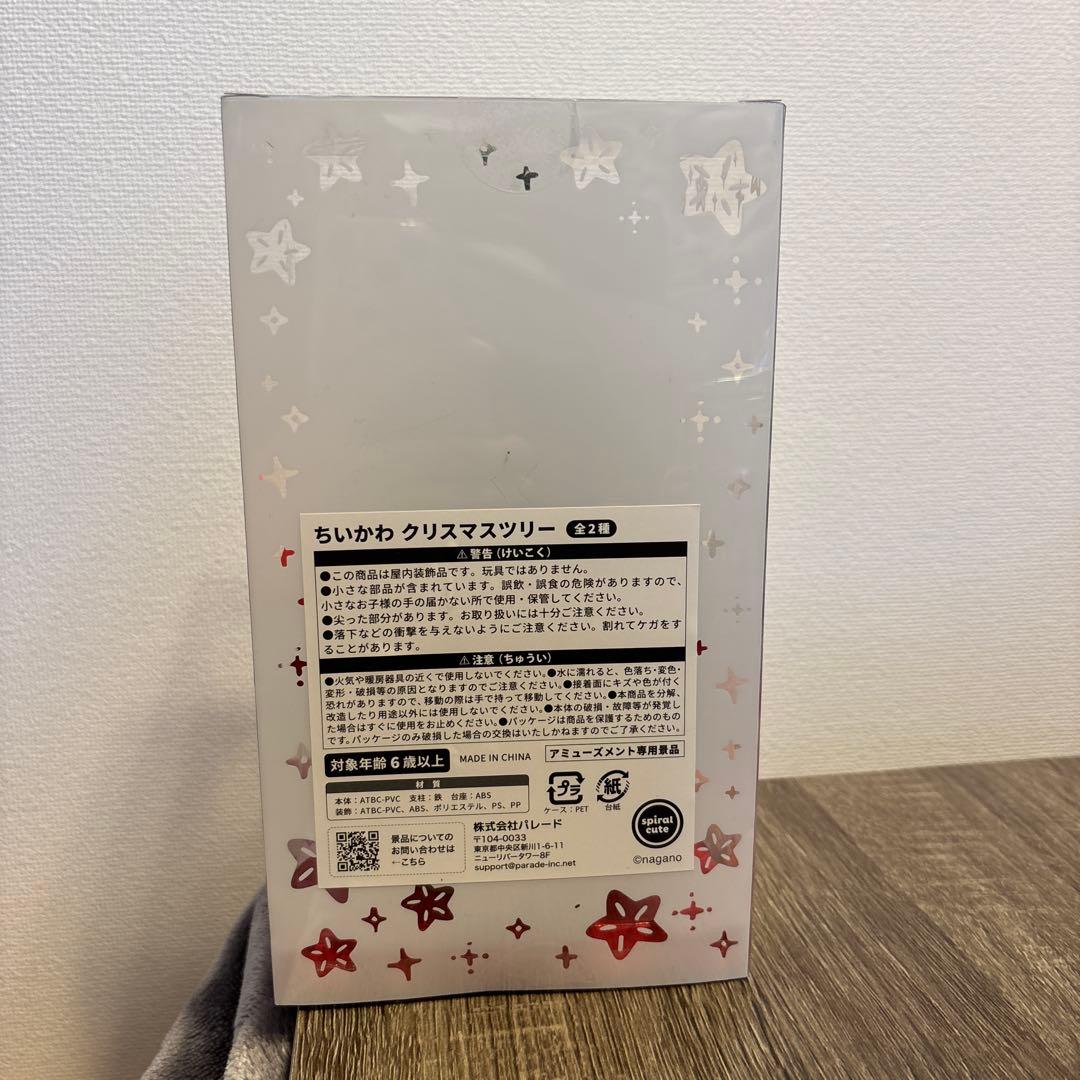 ちいかわ クリスマスツリー 全2種
⚠警告(けいこく)
●この商品は屋内装飾品です。玩具ではありません。
●小さな部品が含まれています。誤飲・誤食の危険がありますので、
小さなお子様の手の届かない所で使用・保管してください。
●尖った部分があります。お取り扱いには十分ご注意ください。
●落下などの衝撃を与えないようにご注意ください。割れてケガをす
ることがあります。
⚠注意(ちゅうい)
●火気や暖房器具の近くで使用しないでください。●水に濡れると、色落ち・変色・
変形・破損等の原因となりますのでご注意ください。●接着面にキズや色が付く
恐れがありますので、移動の際は手で持って移動してください。●本商品を分解、
改造したり用途以外には使用しないでください。●本体の破損・故障等が発覚し
た場合はすぐに使用をお止めください。●パッケージは商品を保護するためのもの
です。パッケージのみ破損した場合の交換はいたしかねますのでご了承ください。
対象年齢6歳以上 MADE IN CHINA アミューズメント専用景品
材質
本体:ATBC-PVC 支柱:鉄 台座:ABS
装飾:ATBC-PVC、ABS、ポリエステル、PS、PP
プラ
ケース:PET
紙
台紙
景品についての
お問い合わせは
←こちら
株式会社パレード
〒104-0033
東京都中央区新川1-6-11
ニューリバータワー8F
support@parade-inc.net
spiral
cute
©nagano